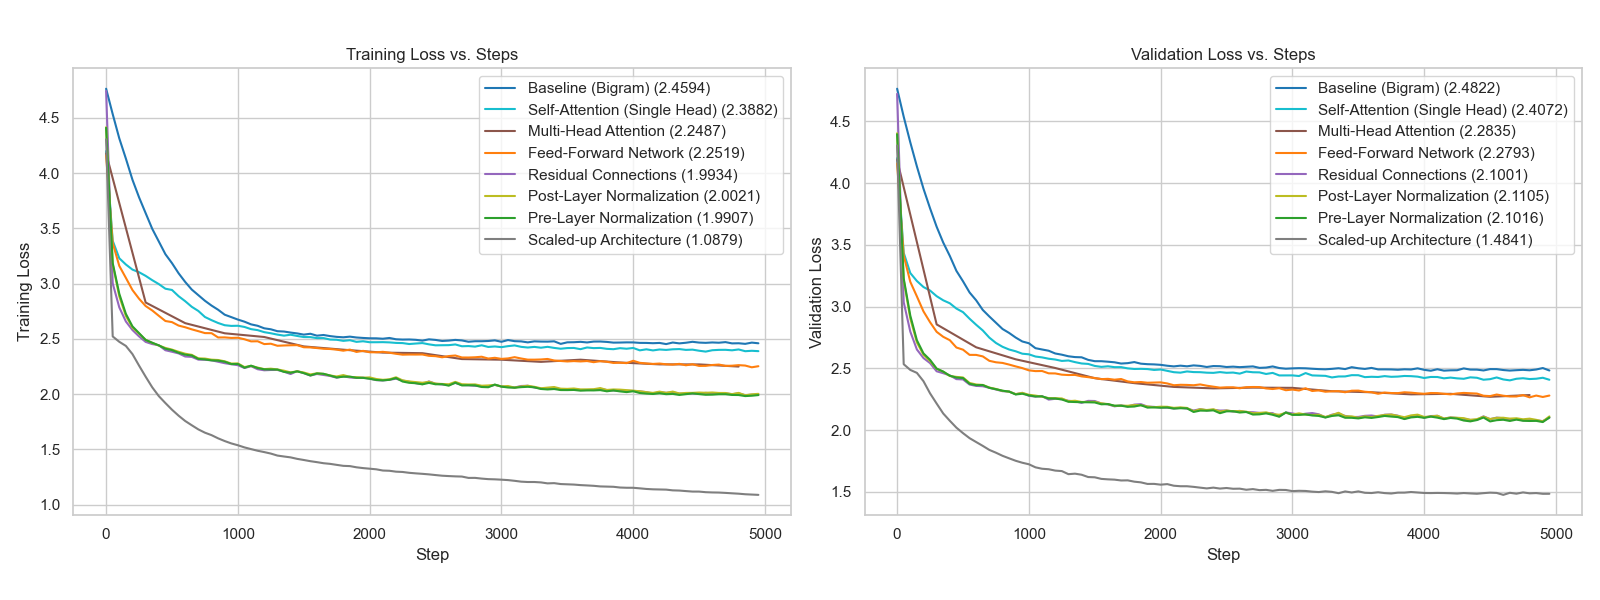 Training Loss vs. Steps
Training Loss
4.5
4.0
3.5
3.0
2.5
2.0
1.5
1.0
Baseline (Bigram) (2.4594)
Self-Attention (Single Head) (2.3882)
Multi-Head Attention (2.2487)
Feed-Forward Network (2.2519)
Residual Connections (1.9934)
Post-Layer Normalization (2.0021)
Pre-Layer Normalization (1.9907)
Scaled-up Architecture (1.0879)
0 1000 2000 3000 4000 5000
Step
Validation Loss vs. Steps
Validation Loss
4.5
4.0
3.5
3.0
2.5
2.0
1.5
Baseline (Bigram) (2.4822)
Self-Attention (Single Head) (2.4072)
Multi-Head Attention (2.2835)
Feed-Forward Network (2.2793)
Residual Connections (2.1001)
Post-Layer Normalization (2.1105)
Pre-Layer Normalization (2.1016)
Scaled-up Architecture (1.4841)
0 1000 2000 3000 4000 5000
Step